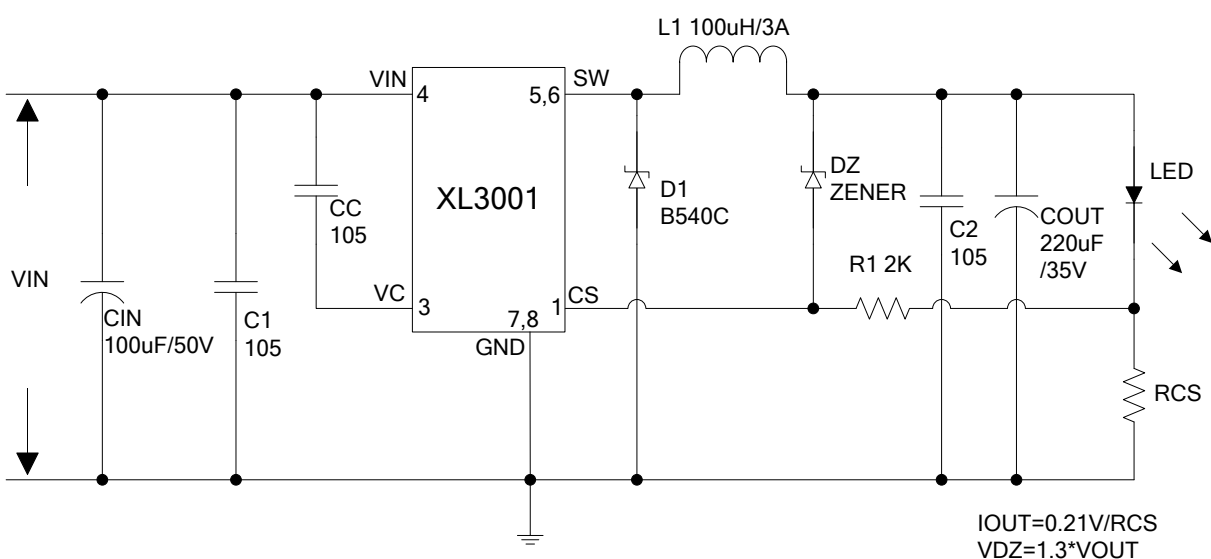 L1 100uH/3A
VIN
4
5,6
SW
XL3001
CC
105
D1
B540C
DZ
ZENER
LED
C2
105
COUT
220uF
/35V
R1 2K
VIN
VC
3
1
CS
7,8
GND
CIN
100uF/50V
C1
105
RCS
IOUT=0.21V/RCS
VDZ=1.3*VOUT